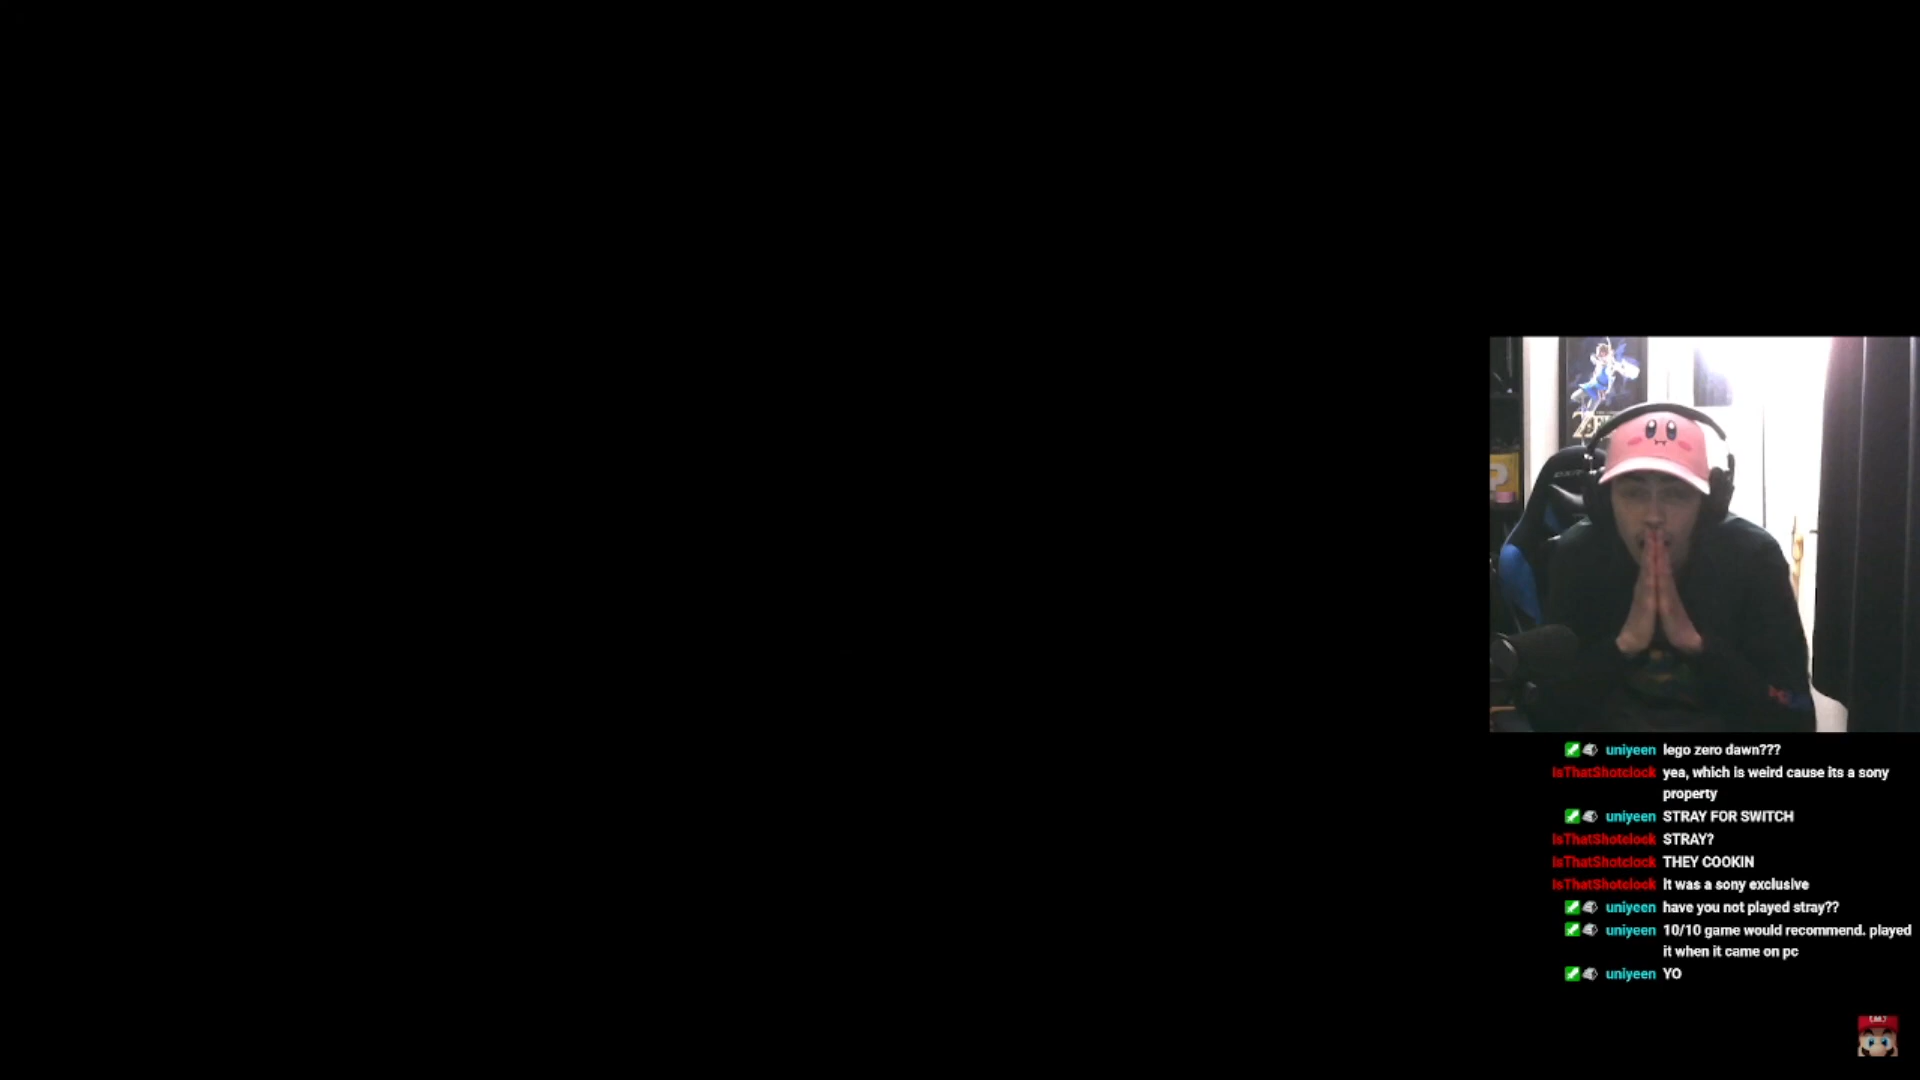 uniyeen lego zero dawn???
IsThatShotclock yea, which is weird cause its a sony
property
uniyeen STRAY FOR SWITCH
IsThatShotclock STRAY?
IsThatShotclock THEY COOKIN
IsThatShotclock it was a sony exclusive
uniyeen have you not played stray??
uniyeen 10/10 game would recommend. played
it when it came on pc
uniyeen YO